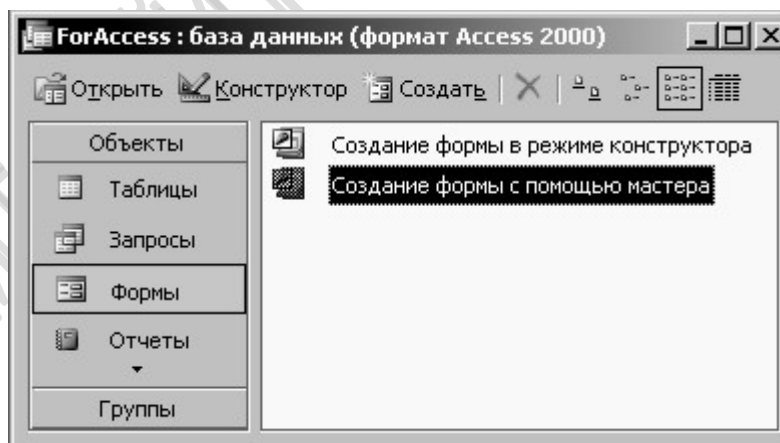 ForAccess : база данных (формат Access 2000)
Открыть Конструктор Создать
Объекты
Таблицы
Запросы
Формы
Отчеты
Группы
Создание формы в режиме конструктора
Создание формы с помощью мастера